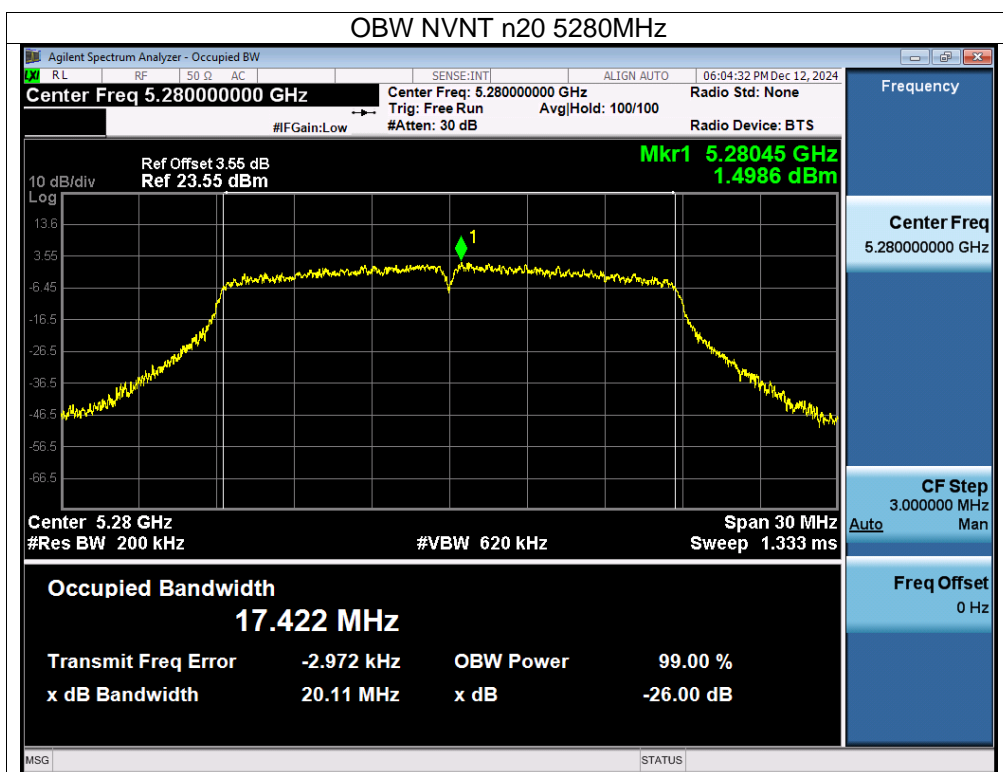 OBW NVNT n20 5280MHz
Agilent Spectrum Analyzer - Occupied BW
LXI RL RF 50 Ω AC SENSE:INT ALIGN AUTO 06:04:32 PM Dec 12, 2024
Center Freq 5.280000000 GHz
Center Freq: 5.280000000 GHz Radio Std: None
Trig: Free Run Avg|Hold: 100/100
#IFGain:Low #Atten: 30 dB Radio Device: BTS
Mkr1 5.28045 GHz
1.4986 dBm
Ref Offset 3.55 dB
10 dB/div Ref 23.55 dBm
Log
13.6
3.55
-6.45
-16.5
-26.5
-36.5
-46.5
-56.5
-66.5
1
Center 5.28 GHz Span 30 MHz
#Res BW 200 kHz #VBW 620 kHz Sweep 1.333 ms
Occupied Bandwidth
17.422 MHz
Transmit Freq Error -2.972 kHz OBW Power 99.00 %
x dB Bandwidth 20.11 MHz x dB -26.00 dB
MSG STATUS
Frequency
Center Freq
5.280000000 GHz
CF Step
3.000000 MHz
Auto Man
Freq Offset
0 Hz